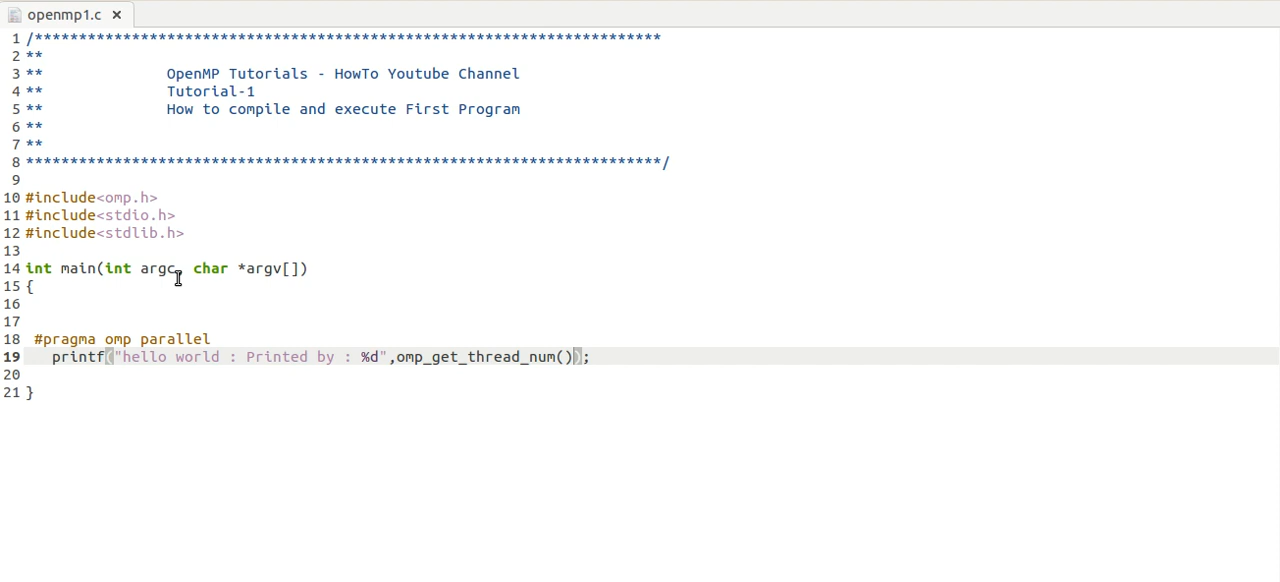 openmp1.c ×
1 /***********************************************************************
2 **
3 ** OpenMP Tutorials - HowTo Youtube Channel
4 ** Tutorial-1
5 ** How to compile and execute First Program
6 **
7 **
8 ************************************************************************/
9
10 #include<omp.h>
11 #include<stdio.h>
12 #include<stdlib.h>
13
14 int main(int argc, char *argv[])
15 {
16
17
18 #pragma omp parallel
19 printf("hello world : Printed by : %d",omp_get_thread_num());
20
21 }